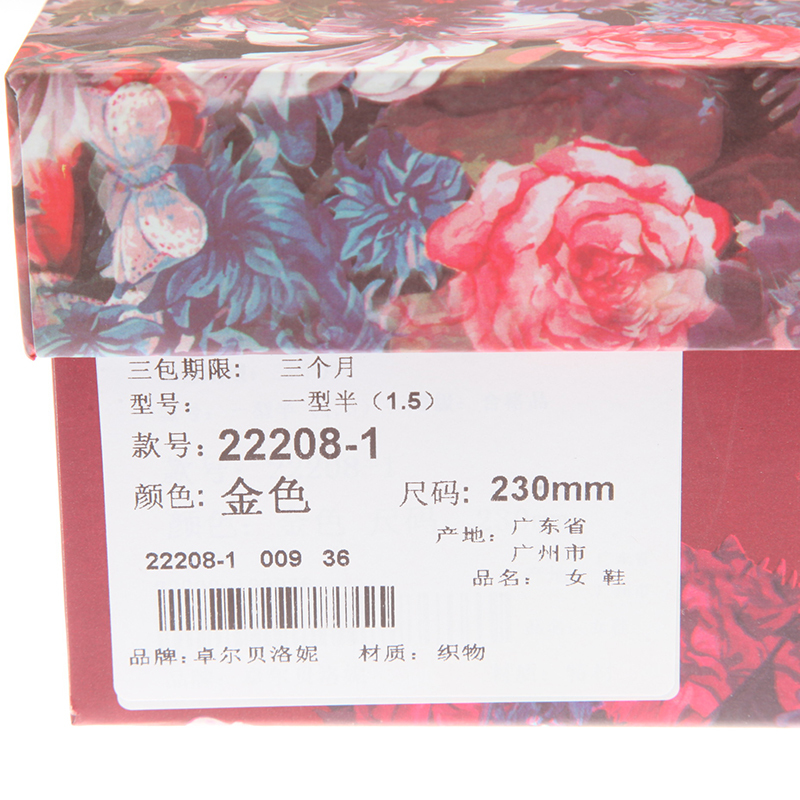 三包期限: 三个月
型号: 一型半（1.5）
款号: 22208-1
颜色: 金色 尺码: 230mm
产地: 广东省
广州市
22208-1 009 36
品名: 女鞋
品牌: 卓尔贝洛妮 材质: 织物